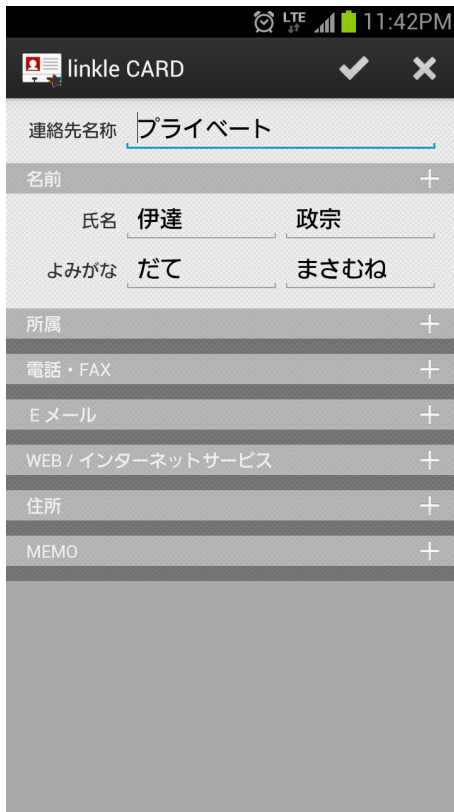 LTE 11:42PM
linkle CARD
連絡先名称 プライベート
名前
氏名 伊達 政宗
よみがな だて まさむね
所属
電話・FAX
Eメール
WEB / インターネットサービス
住所
MEMO